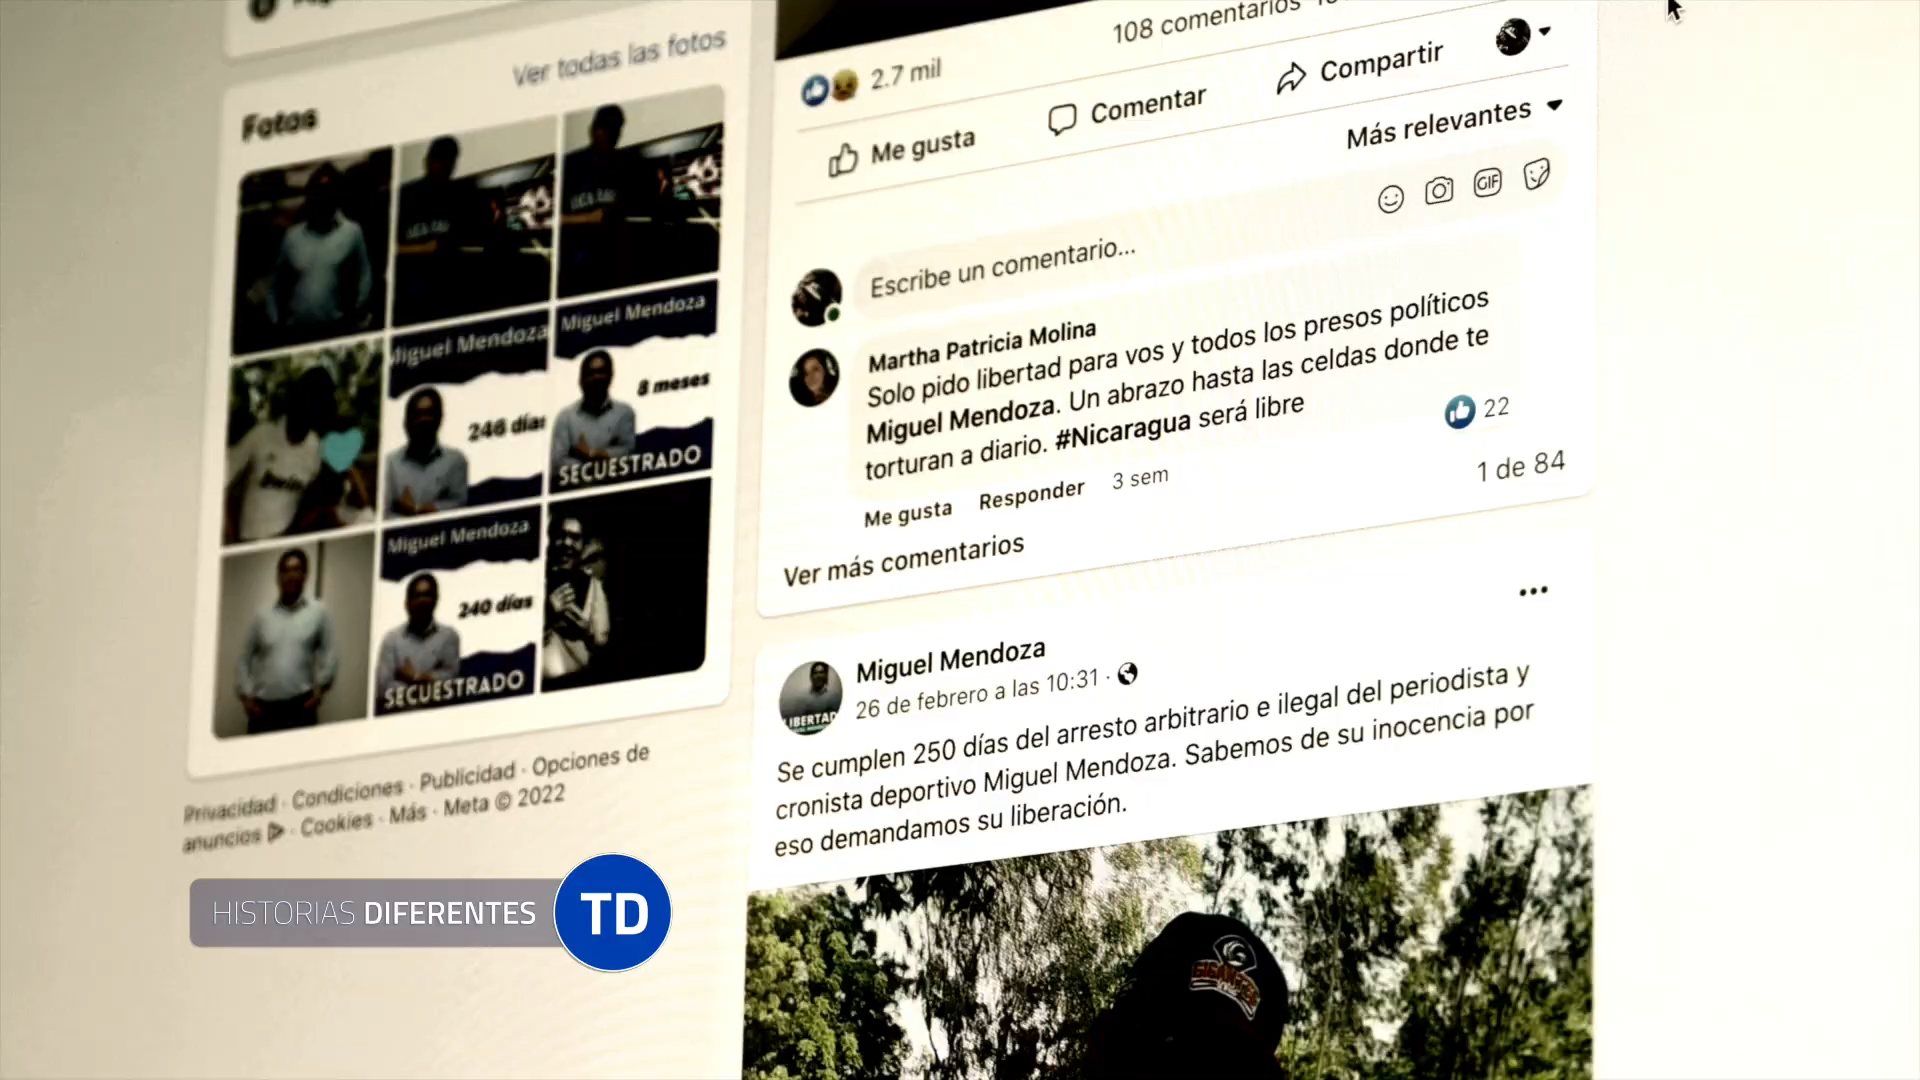 Ver todas las fotos
Fotos
Miguel Mendoza
246 días
Miguel Mendoza
8 meses
SECUESTRADO
Miguel Mendoza
240 días
SECUESTRADO
Privacidad · Condiciones · Publicidad · Opciones de
anuncios · Cookies · Más · Meta © 2022
108 comentarios
2.7 mil
Me gusta
Comentar
Compartir
Más relevantes
GIF
Escribe un comentario...
Martha Patricia Molina
Solo pido libertad para vos y todos los presos políticos
Miguel Mendoza. Un abrazo hasta las celdas donde te
torturan a diario. #Nicaragua será libre
22
Me gusta Responder 3 sem
1 de 84
Ver más comentarios
Miguel Mendoza
26 de febrero a las 10:31 ·
LIBERTAD
Se cumplen 250 días del arresto arbitrario e ilegal del periodista y
cronista deportivo Miguel Mendoza. Sabemos de su inocencia por
eso demandamos su liberación.
GIGANTES
HISTORIAS DIFERENTES
TD